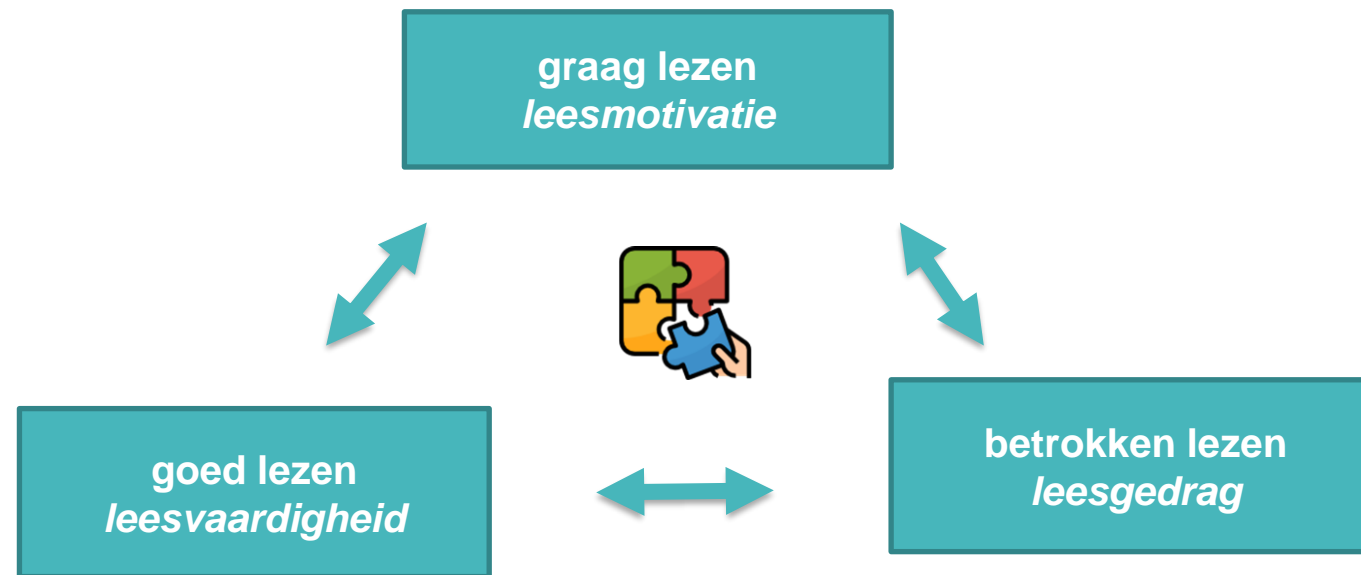 graag lezen
leesmotivatie
goed lezen
leesvaardigheid
betrokken lezen
leesgedrag